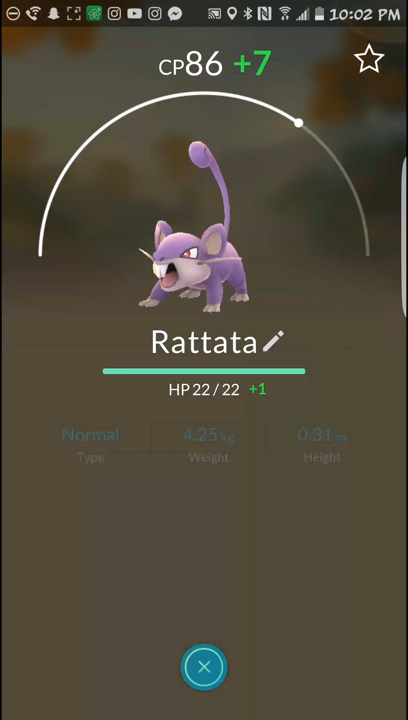 10:02 PM
CP86 +7
Rattata
HP 22 / 22 +1
Normal 4.25 kg 0.31 m
Type Weight Height